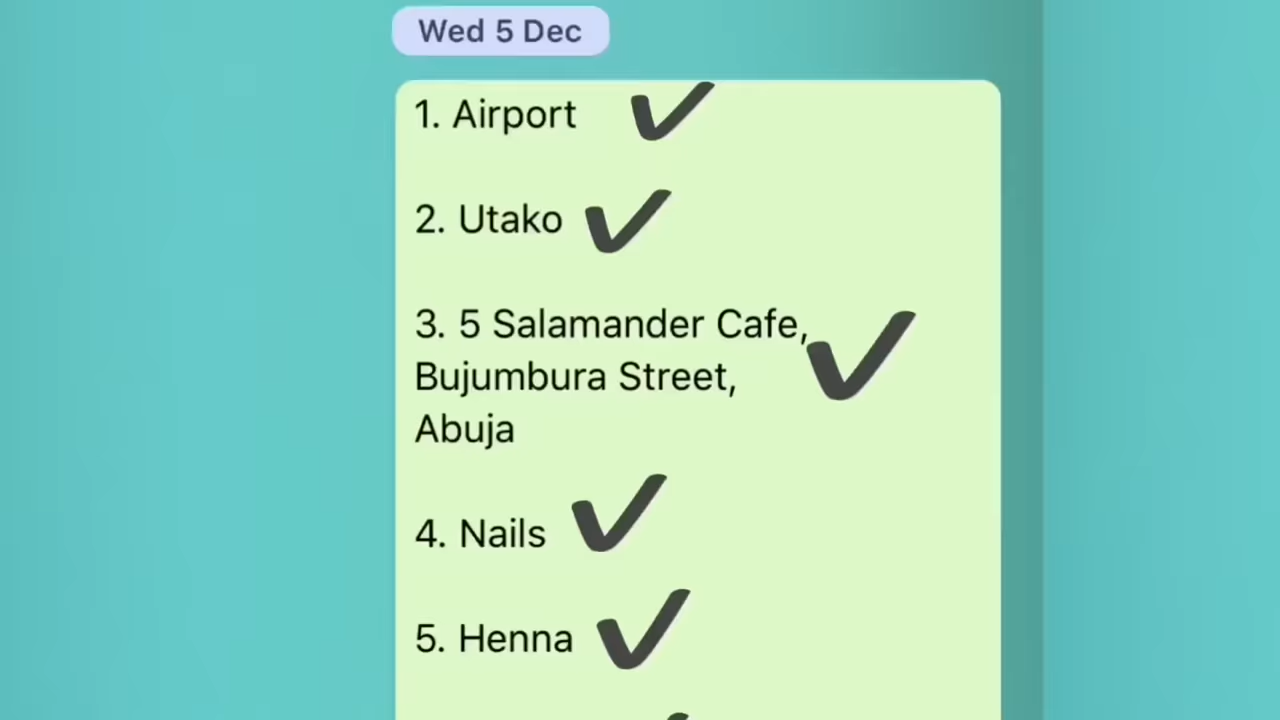 Wed 5 Dec
1. Airport
2. Utako
3. 5 Salamander Cafe,
Bujumbura Street,
Abuja
4. Nails
5. Henna